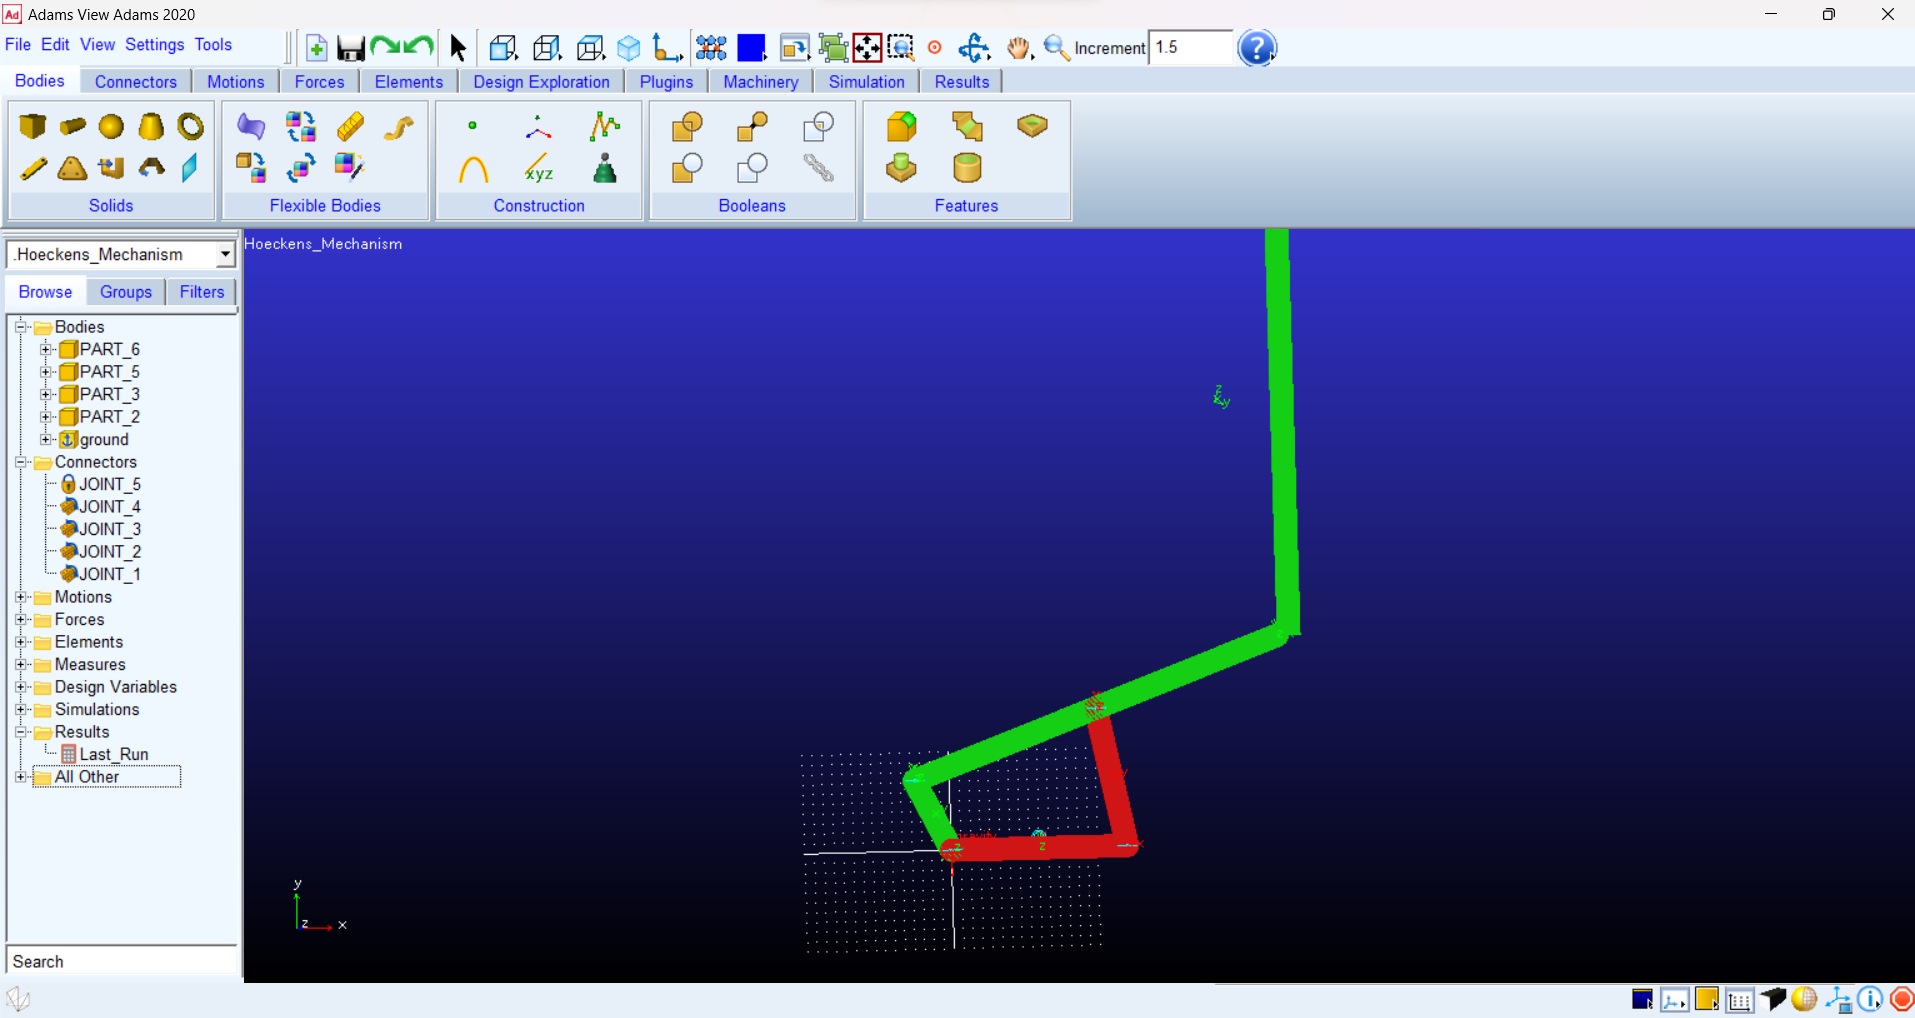 Ad Adams View Adams 2020
File Edit View Settings Tools
Increment 1.5
Bodies Connectors Motions Forces Elements Design Exploration Plugins Machinery Simulation Results
xyz
Solids Flexible Bodies Construction Booleans Features
.Hoeckens_Mechanism
Hoeckens_Mechanism
Browse Groups Filters
Bodies
PART_6
PART_5
PART_3
PART_2
ground
Connectors
JOINT_5
JOINT_4
JOINT_3
JOINT_2
JOINT_1
Motions
Forces
Elements
Measures
Design Variables
Simulations
Results
Last_Run
All Other
gravity
z
y
z x
Search